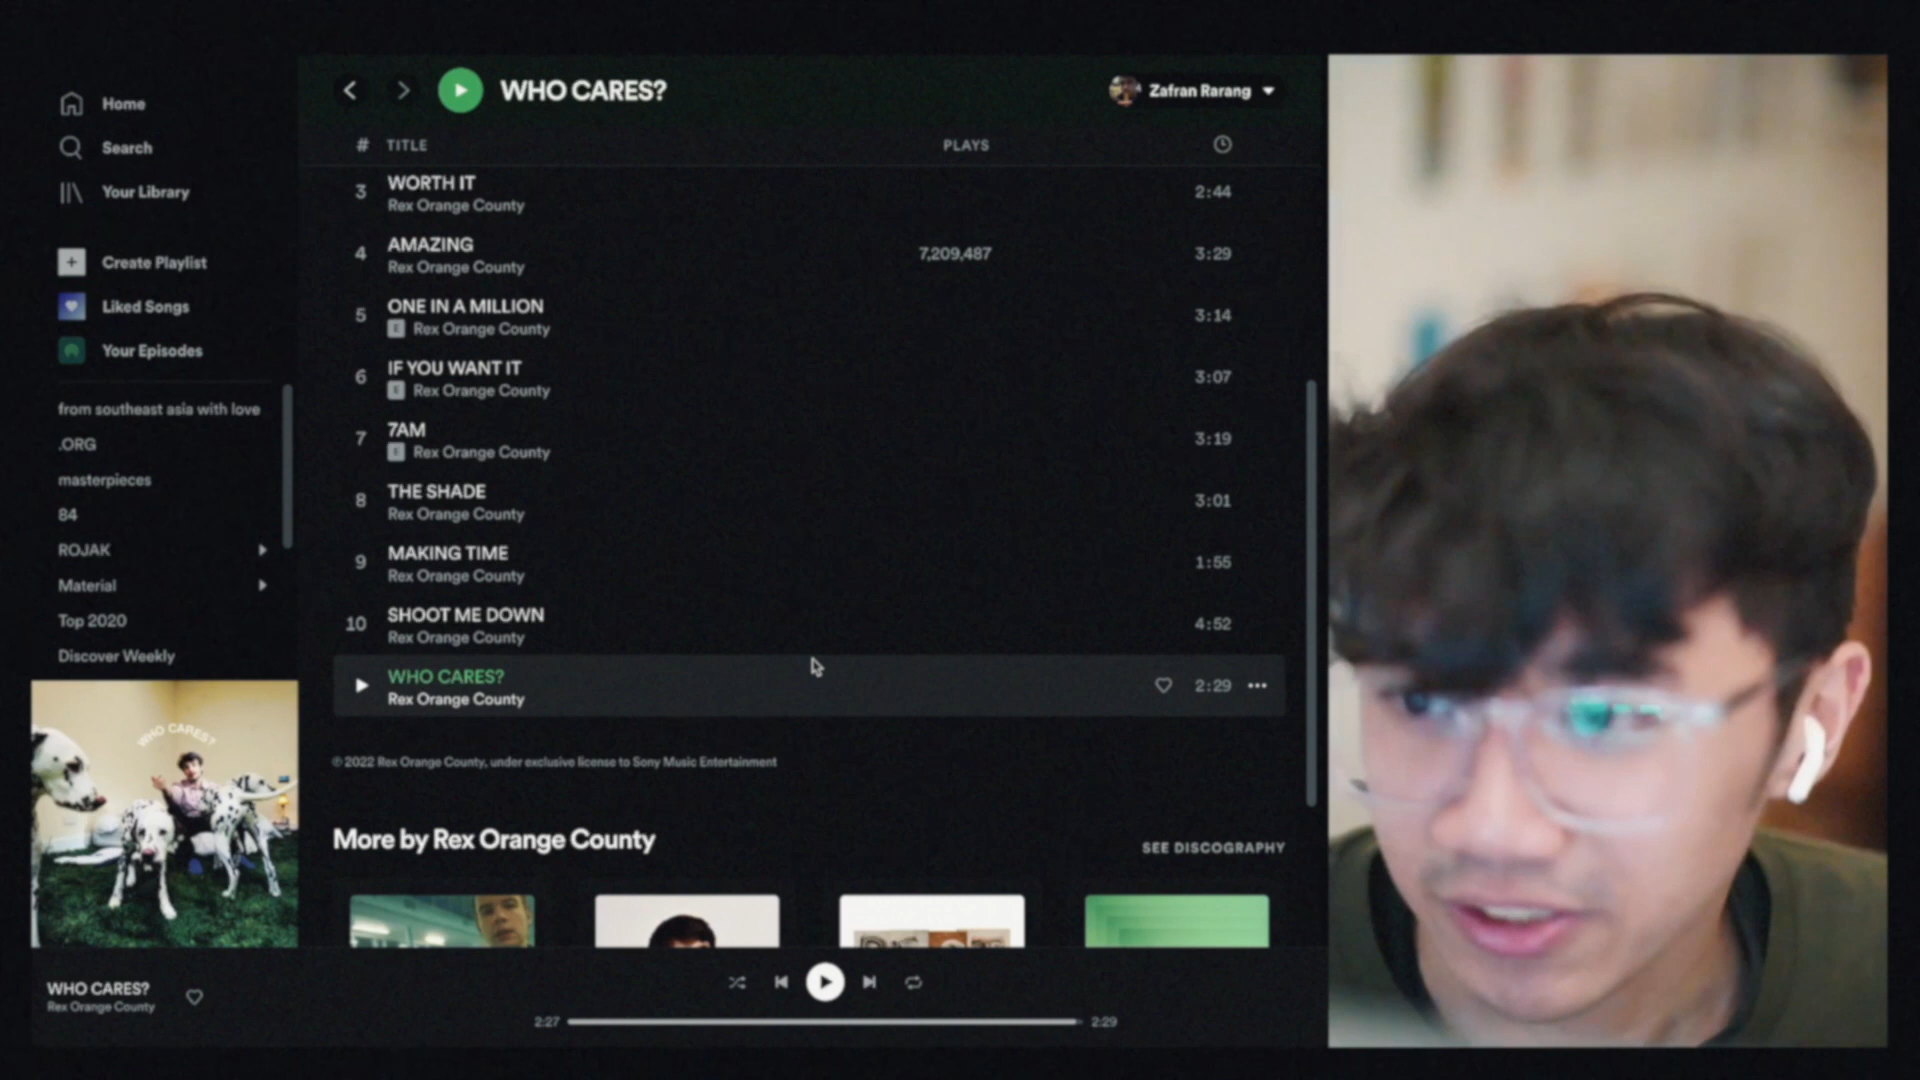 Home
Search
Your Library
Create Playlist
Liked Songs
Your Episodes
from southeast asia with love
.ORG
masterpieces
84
ROJAK
Material
Top 2020
Discover Weekly
WHO CARES?
WHO CARES?
Rex Orange County
WHO CARES?
Zafran Rarang
# TITLE PLAYS
3 WORTH IT 2:44
Rex Orange County
4 AMAZING 7,209,487 3:29
Rex Orange County
5 ONE IN A MILLION 3:14
E Rex Orange County
6 IF YOU WANT IT 3:07
E Rex Orange County
7 7AM 3:19
E Rex Orange County
8 THE SHADE 3:01
Rex Orange County
9 MAKING TIME 1:55
Rex Orange County
10 SHOOT ME DOWN 4:52
Rex Orange County
WHO CARES? 2:29
Rex Orange County
℗ 2022 Rex Orange County, under exclusive license to Sony Music Entertainment
More by Rex Orange County
SEE DISCOGRAPHY
2:27 2:29